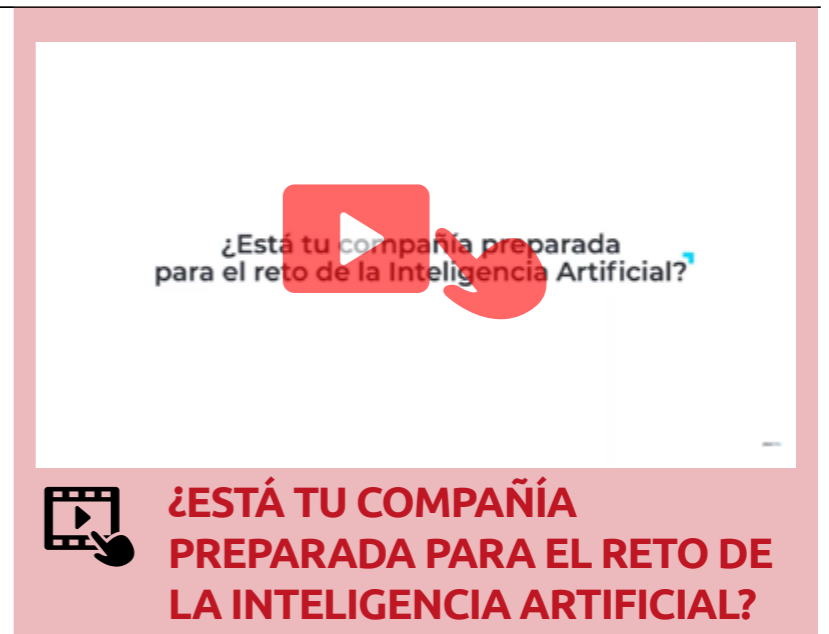 ¿Está tu compañía preparada
para el reto de la Inteligencia Artificial?
¿ESTÁ TU COMPAÑÍA
PREPARADA PARA EL RETO DE
LA INTELIGENCIA ARTIFICIAL?